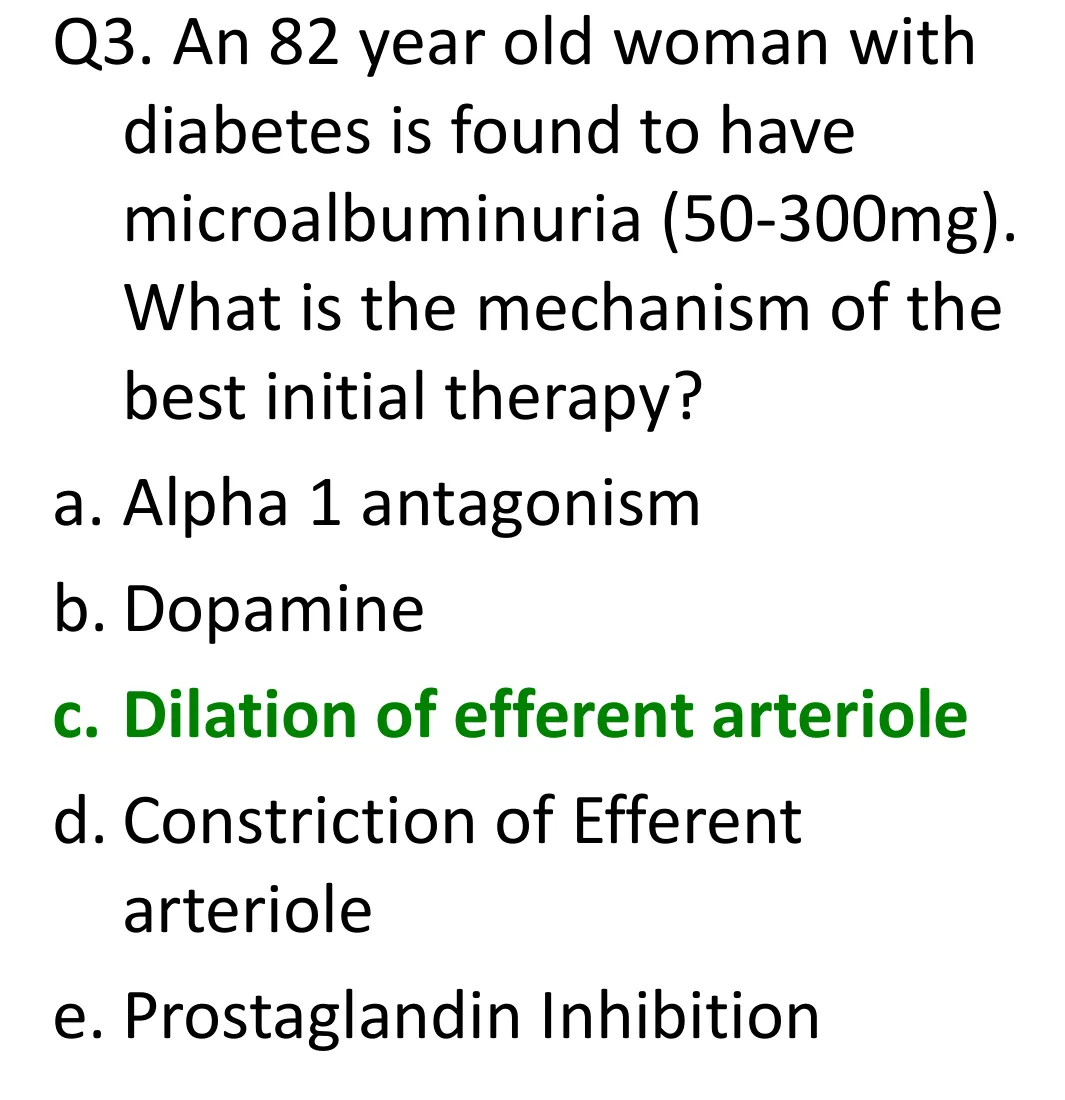 Q3. An 82 year old woman with
diabetes is found to have
microalbuminuria (50-300mg).
What is the mechanism of the
best initial therapy?
a. Alpha 1 antagonism
b. Dopamine
c. Dilation of efferent arteriole
d. Constriction of Efferent
arteriole
e. Prostaglandin Inhibition